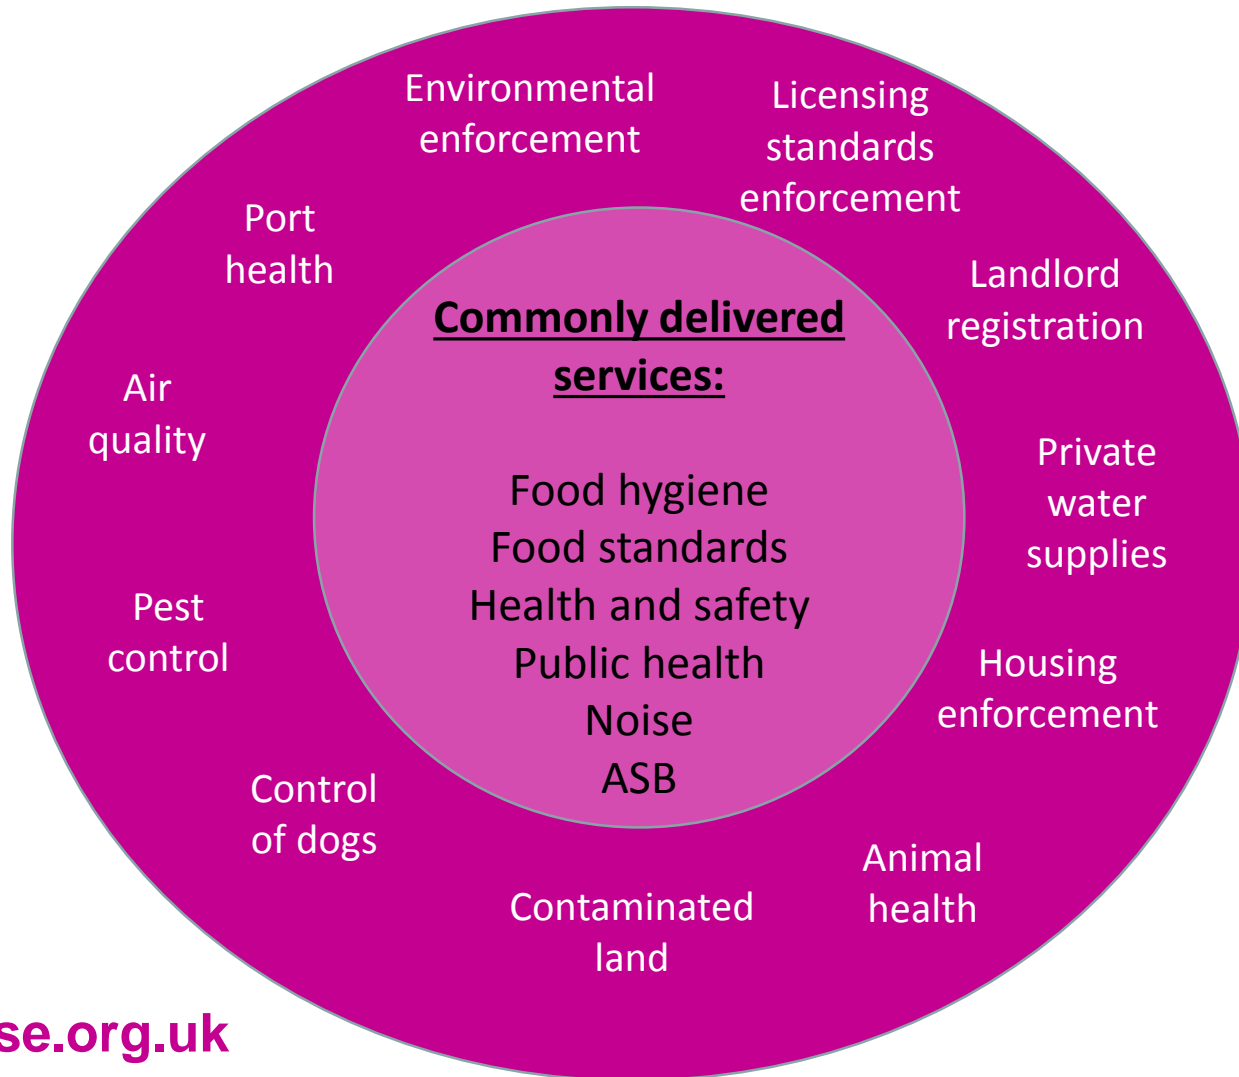 Environmental
enforcement
Licensing
standards
enforcement
Port
health
Landlord
registration
Commonly delivered
services:
Food hygiene
Food standards
Health and safety
Public health
Noise
ASB
Air
quality
Private
water
supplies
Pest
control
Housing
enforcement
Control
of dogs
Animal
health
Contaminated
land
se.org.uk